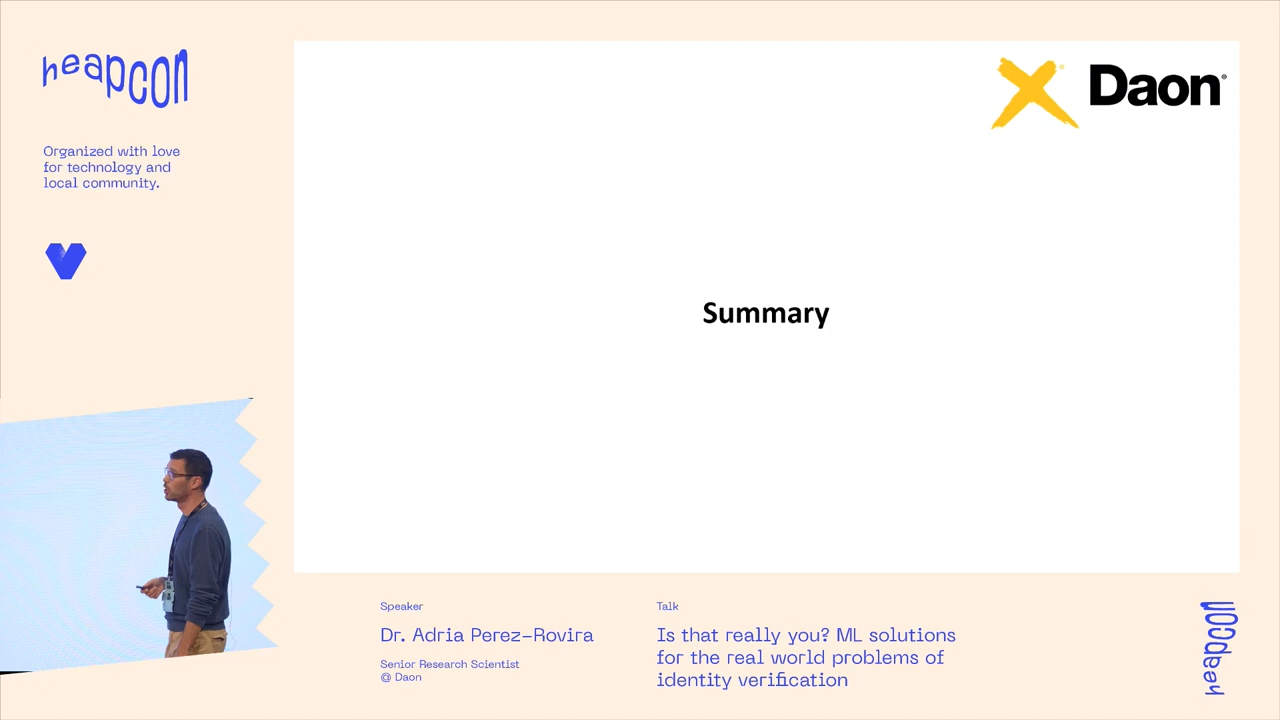 heapcon
Organized with love
for technology and
local community.
Daon®
Summary
Speaker
Dr. Adria Perez-Rovira
Senior Research Scientist
@ Daon
Talk
Is that really you? ML solutions
for the real world problems of
identity verification
heapcon